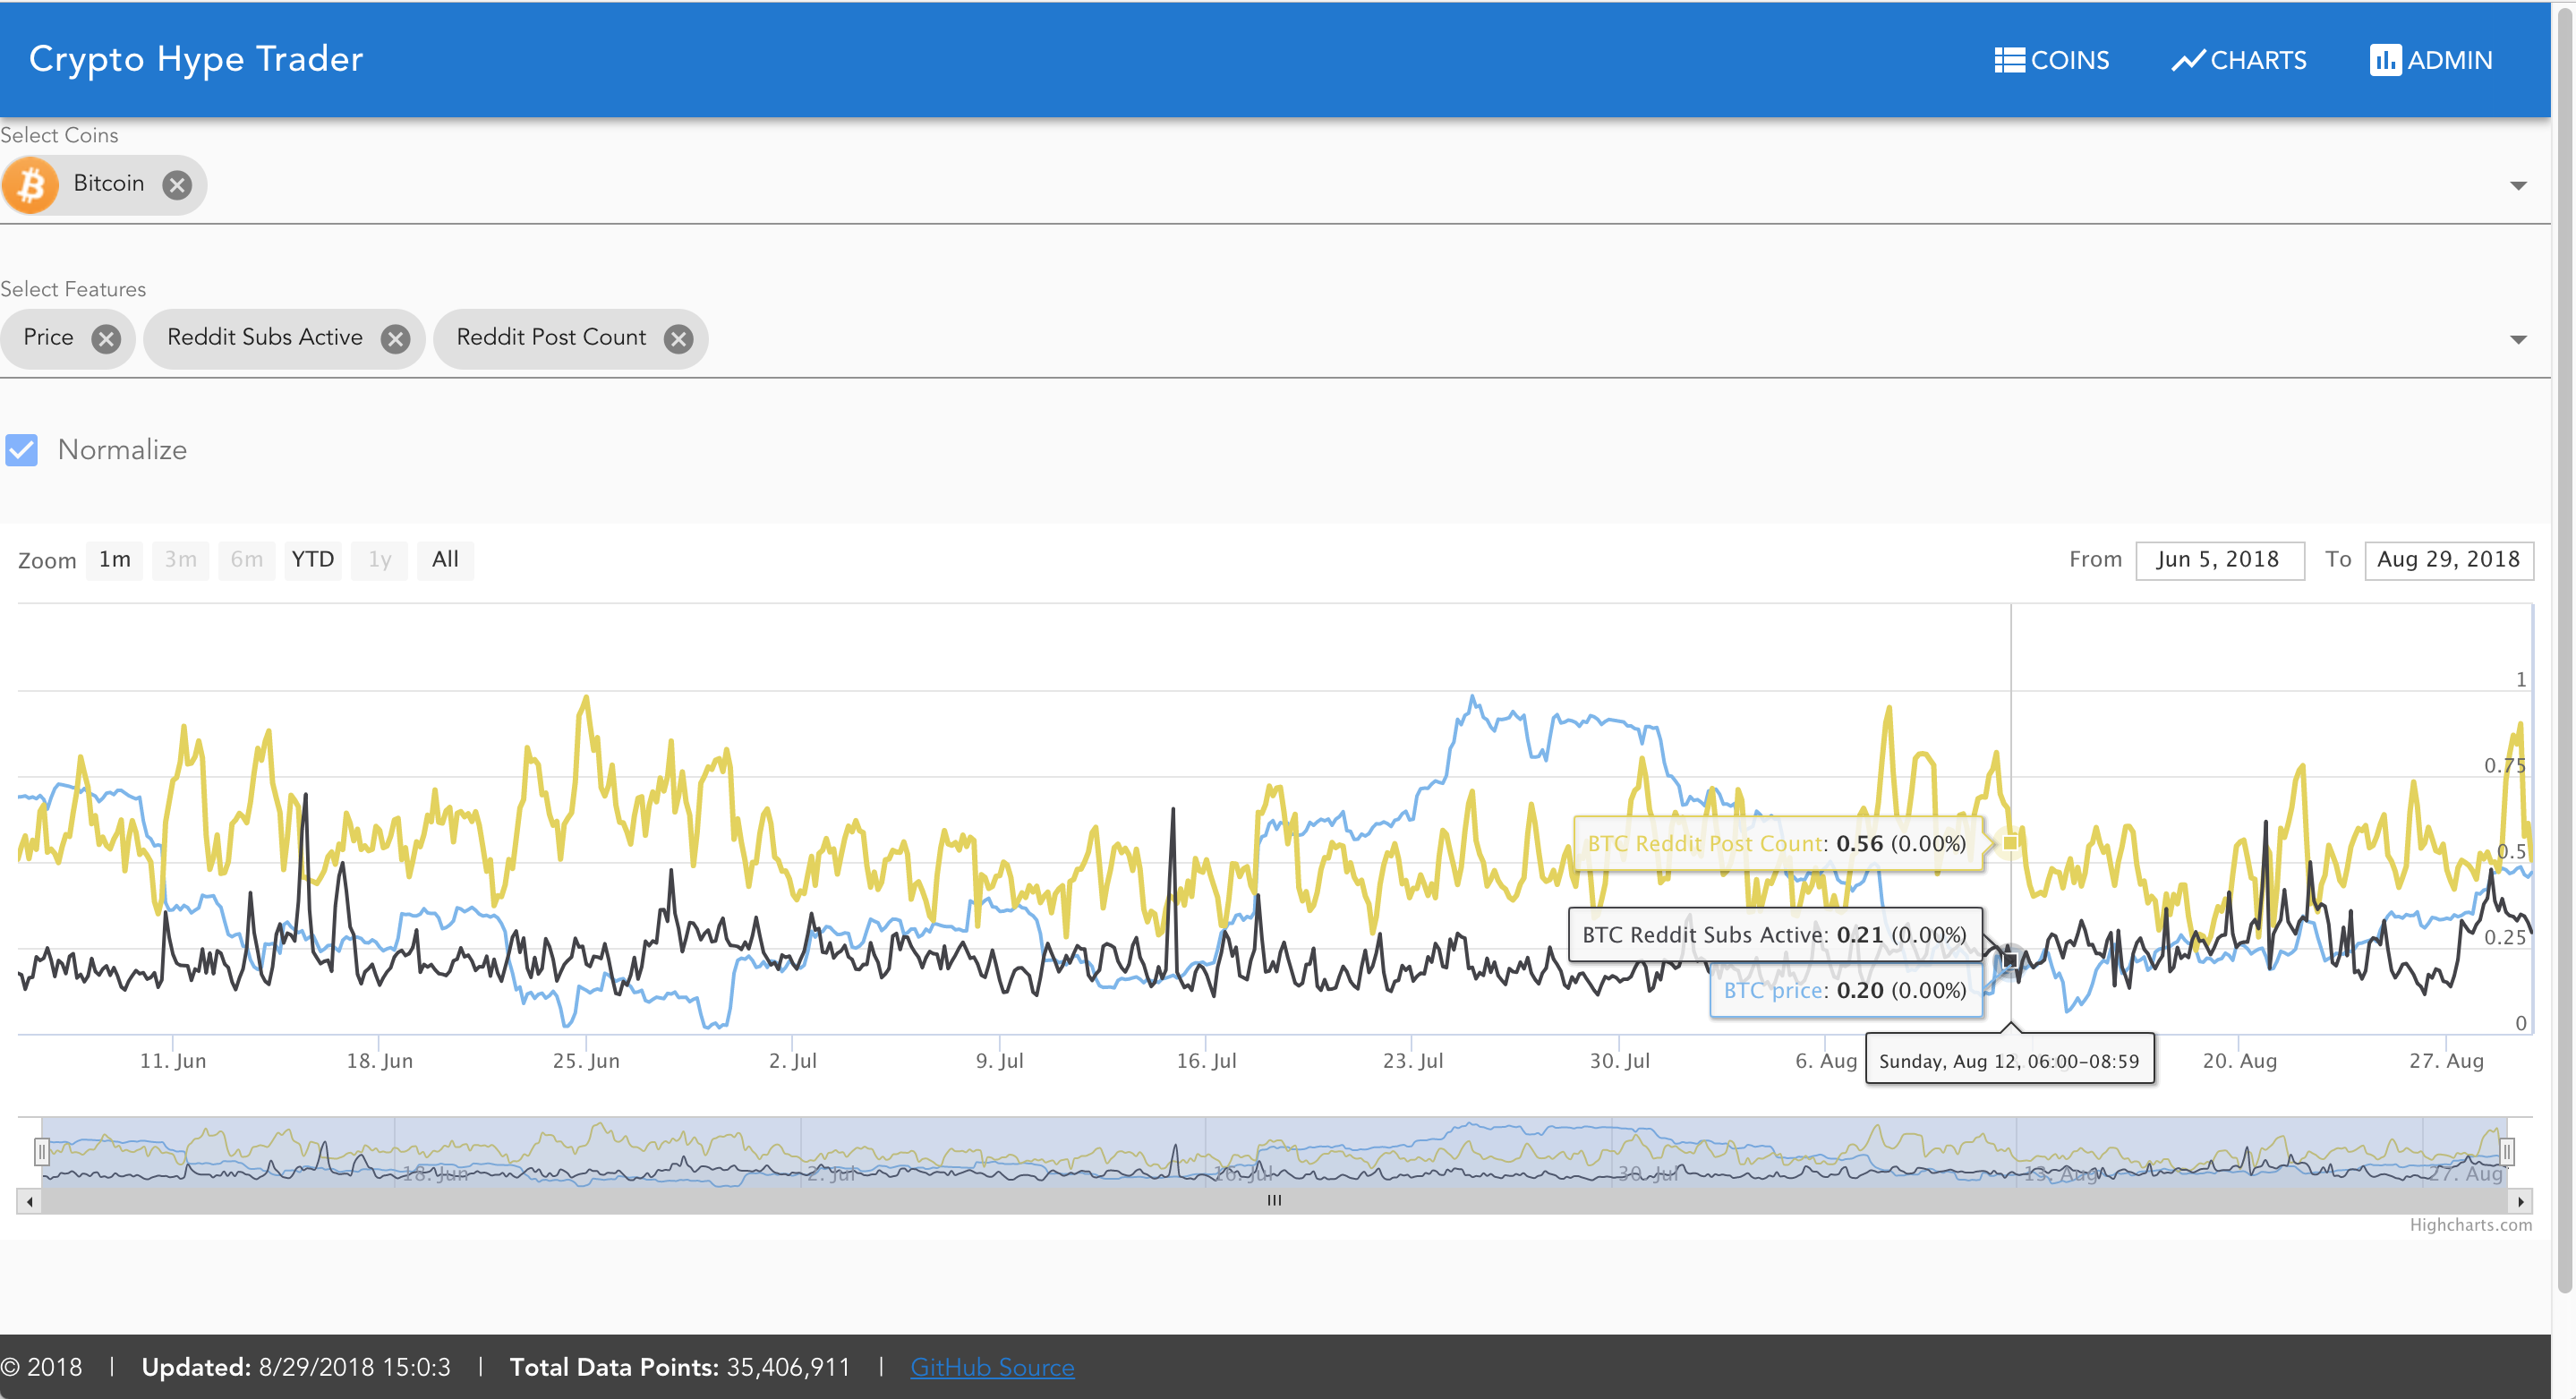 Crypto Hype Trader COINS CHARTS ADMIN
Select Coins
Bitcoin
Select Features
Price Reddit Subs Active Reddit Post Count
Normalize
Zoom 1m 3m 6m YTD 1y All From Jun 5, 2018 To Aug 29, 2018
1
0.75
BTC Reddit Post Count: 0.56 (0.00%)
0.5
BTC Reddit Subs Active: 0.21 (0.00%)
0.25
BTC price: 0.20 (0.00%)
0
11. Jun 18. Jun 25. Jun 2. Jul 9. Jul 16. Jul 23. Jul 30. Jul 6. Aug Sunday, Aug 12, 06:00-08:59 20. Aug 27. Aug
18. Jun 2. Jul 16. Jul 30. Jul 13. Aug 27. Aug
Highcharts.com
© 2018 | Updated: 8/29/2018 15:0:3 | Total Data Points: 35,406,911 | GitHub Source